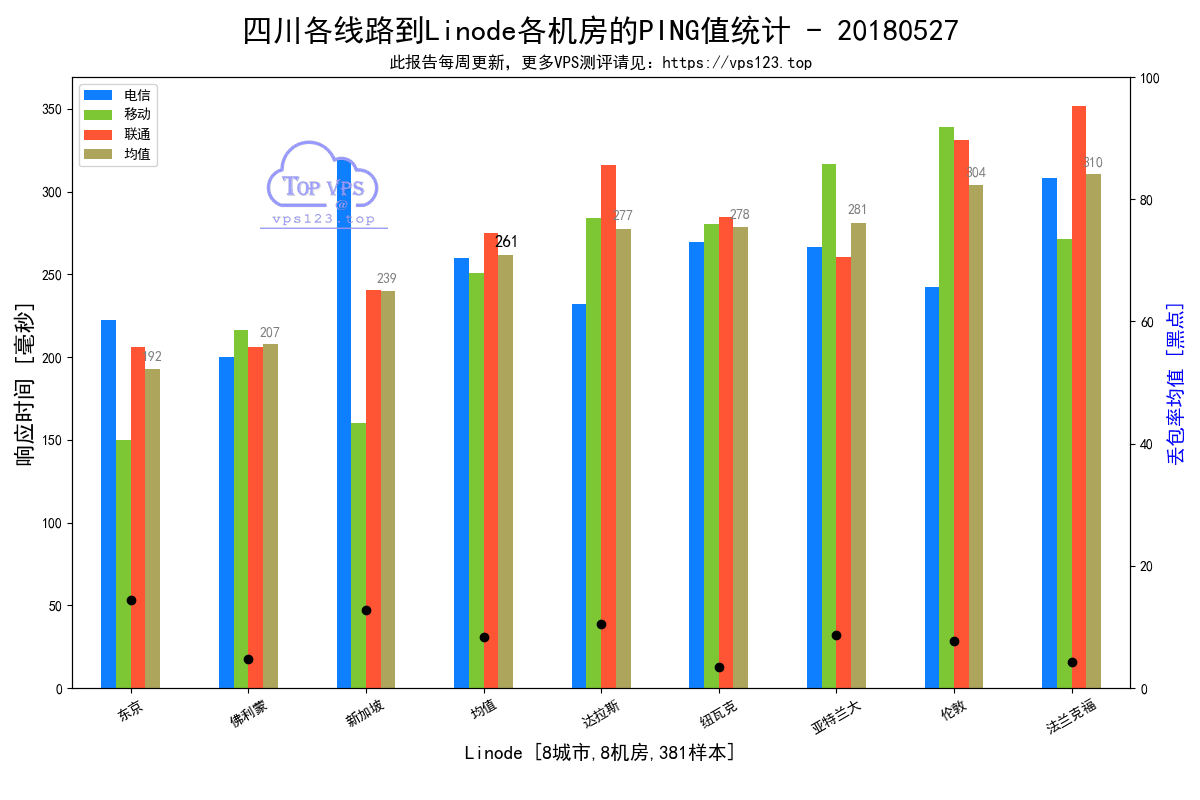 四川各线路到Linode各机房的PING值统计 - 20180527
此报告每周更新，更多VPS测评请见：https://vps123.top
电信
移动
联通
均值
TOP VPS
@
vps123.top
响应时间 [毫秒]
350
300
250
200
150
100
50
0
192
207
239
261
277
278
281
304
310
100
80
60
40
20
0
丢包率均值 [黑点]
东京
佛利蒙
新加坡
均值
达拉斯
纽瓦克
亚特兰大
伦敦
法兰克福
Linode [8城市,8机房,381样本]